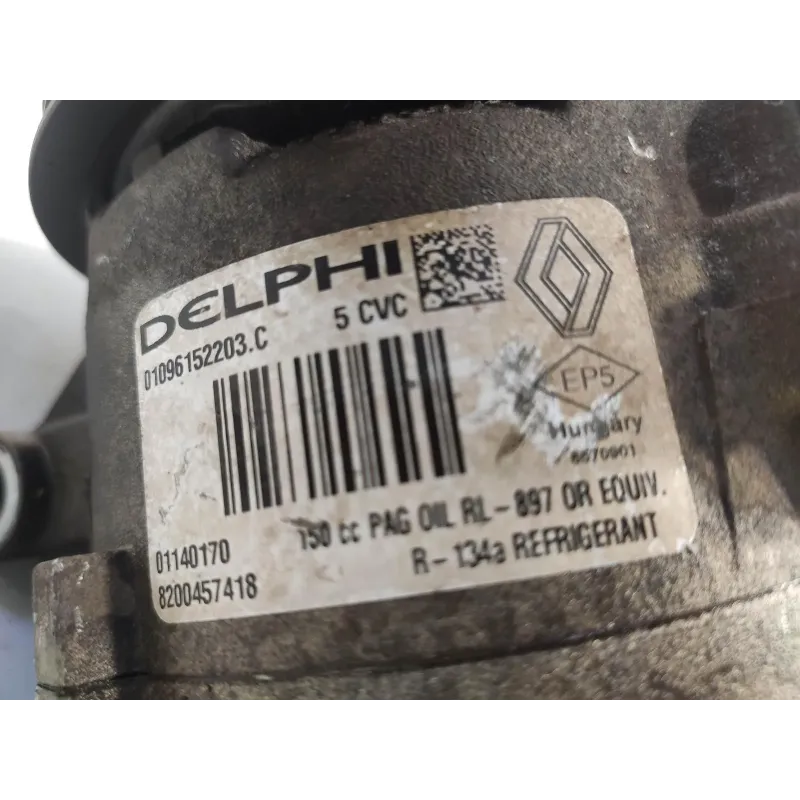 DELPHI
5 CVC
01096152203.C
EP5
Hungary
6670901
150 cc PAG OIL RL-897 OR EQUIV.
R-134a REFRIGERANT
01140170
8200457418